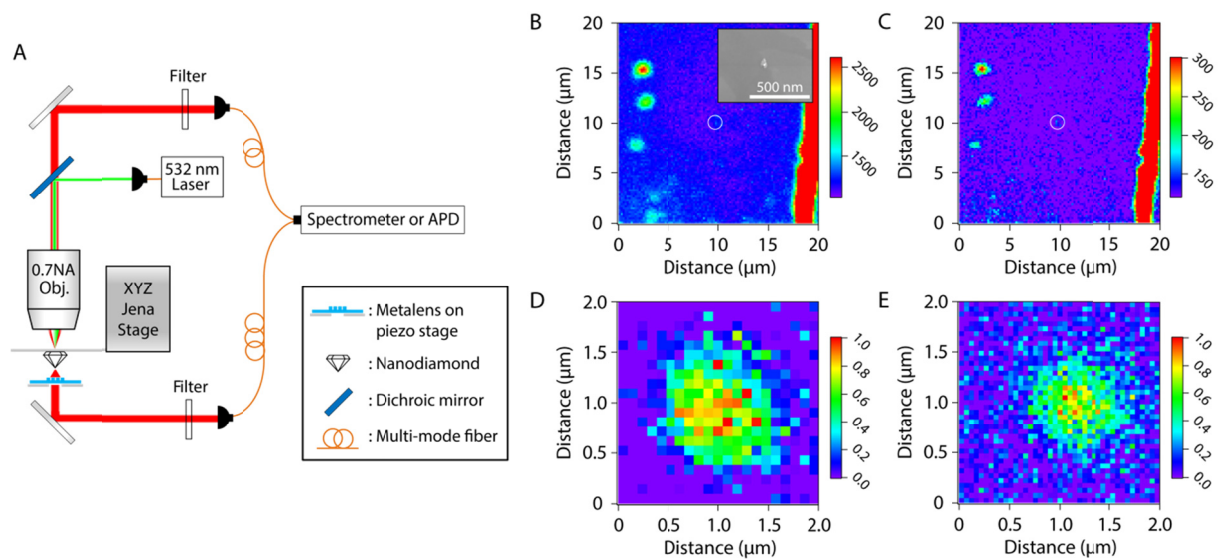 A
Filter
532 nm
Laser
Spectrometer or APD
0.7NA
Obj.
XYZ
Jena
Stage
Filter
: Metalens on
piezo stage
: Nanodiamond
: Dichroic mirror
: Multi-mode fiber
B
20
15
10
5
0
Distance (µm)
0 5 10 15 20
Distance (µm)
500 nm
2500
2000
1500
C
20
15
10
5
0
Distance (µm)
0 5 10 15 20
Distance (µm)
300
250
200
150
D
2.0
1.5
1.0
0.5
0
Distance (µm)
0 0.5 1.0 1.5 2.0
Distance (µm)
1.0
0.8
0.6
0.4
0.2
0.0
E
2.0
1.5
1.0
0.5
0
Distance (µm)
0 0.5 1.0 1.5 2.0
Distance (µm)
1.0
0.8
0.6
0.4
0.2
0.0